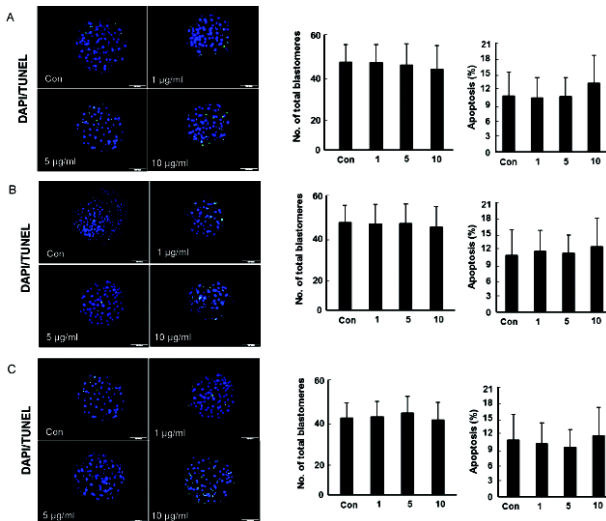 A
DAPI/TUNEL
Con
1 µg/ml
5 µg/ml
10 µg/ml
No. of total blastomeres
60
40
20
0
Con 1 5 10
Apoptosis (%)
21
18
15
12
9
6
3
0
Con 1 5 10
B
DAPI/TUNEL
Con
1 µg/ml
5 µg/ml
10 µg/ml
No. of total blastomeres
60
40
20
0
Con 1 5 10
Apoptosis (%)
21
18
15
12
9
6
3
0
Con 1 5 10
C
DAPI/TUNEL
Con
1 µg/ml
5 µg/ml
10 µg/ml
No. of total blastomeres
60
40
20
0
Con 1 5 10
Apoptosis (%)
21
18
15
12
9
6
3
0
Con 1 5 10